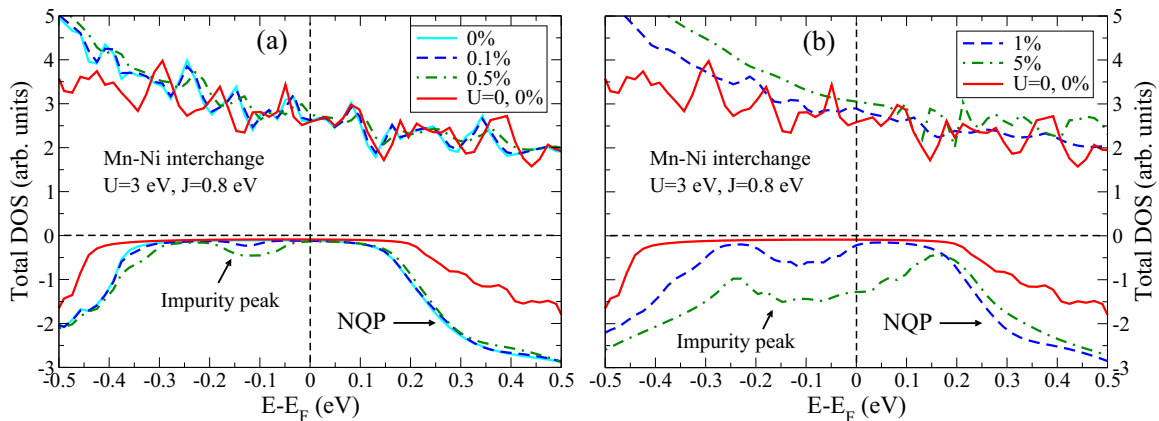 (a)
0%
0.1%
0.5%
U=0, 0%
Mn-Ni interchange
U=3 eV, J=0.8 eV
Impurity peak
NQP
Total DOS (arb. units)
5
4
3
2
1
0
-1
-2
-3
-0.5 -0.4 -0.3 -0.2 -0.1 0 0.1 0.2 0.3 0.4 0.5
E-E_F (eV)
(b)
1%
5%
U=0, 0%
Mn-Ni interchange
U=3 eV, J=0.8 eV
Impurity peak
NQP
5
4
3
2
1
0
-1
-2
-3
Total DOS (arb. units)
-0.5 -0.4 -0.3 -0.2 -0.1 0 0.1 0.2 0.3 0.4 0.5
E-E_F (eV)